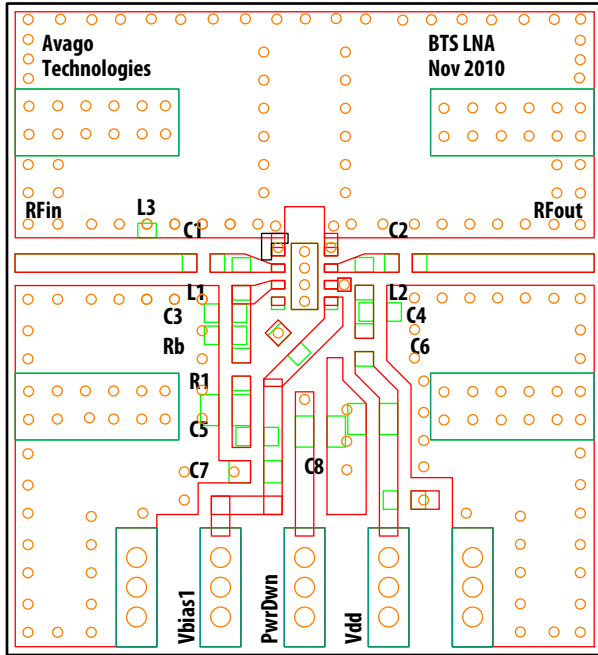 Avago
Technologies
BTS LNA
Nov 2010
RFin
L3
C1
C2
RFout
L1
L2
C3
C4
Rb
C6
R1
C5
C7
C8
Vbias1
PwrDwn
Vdd